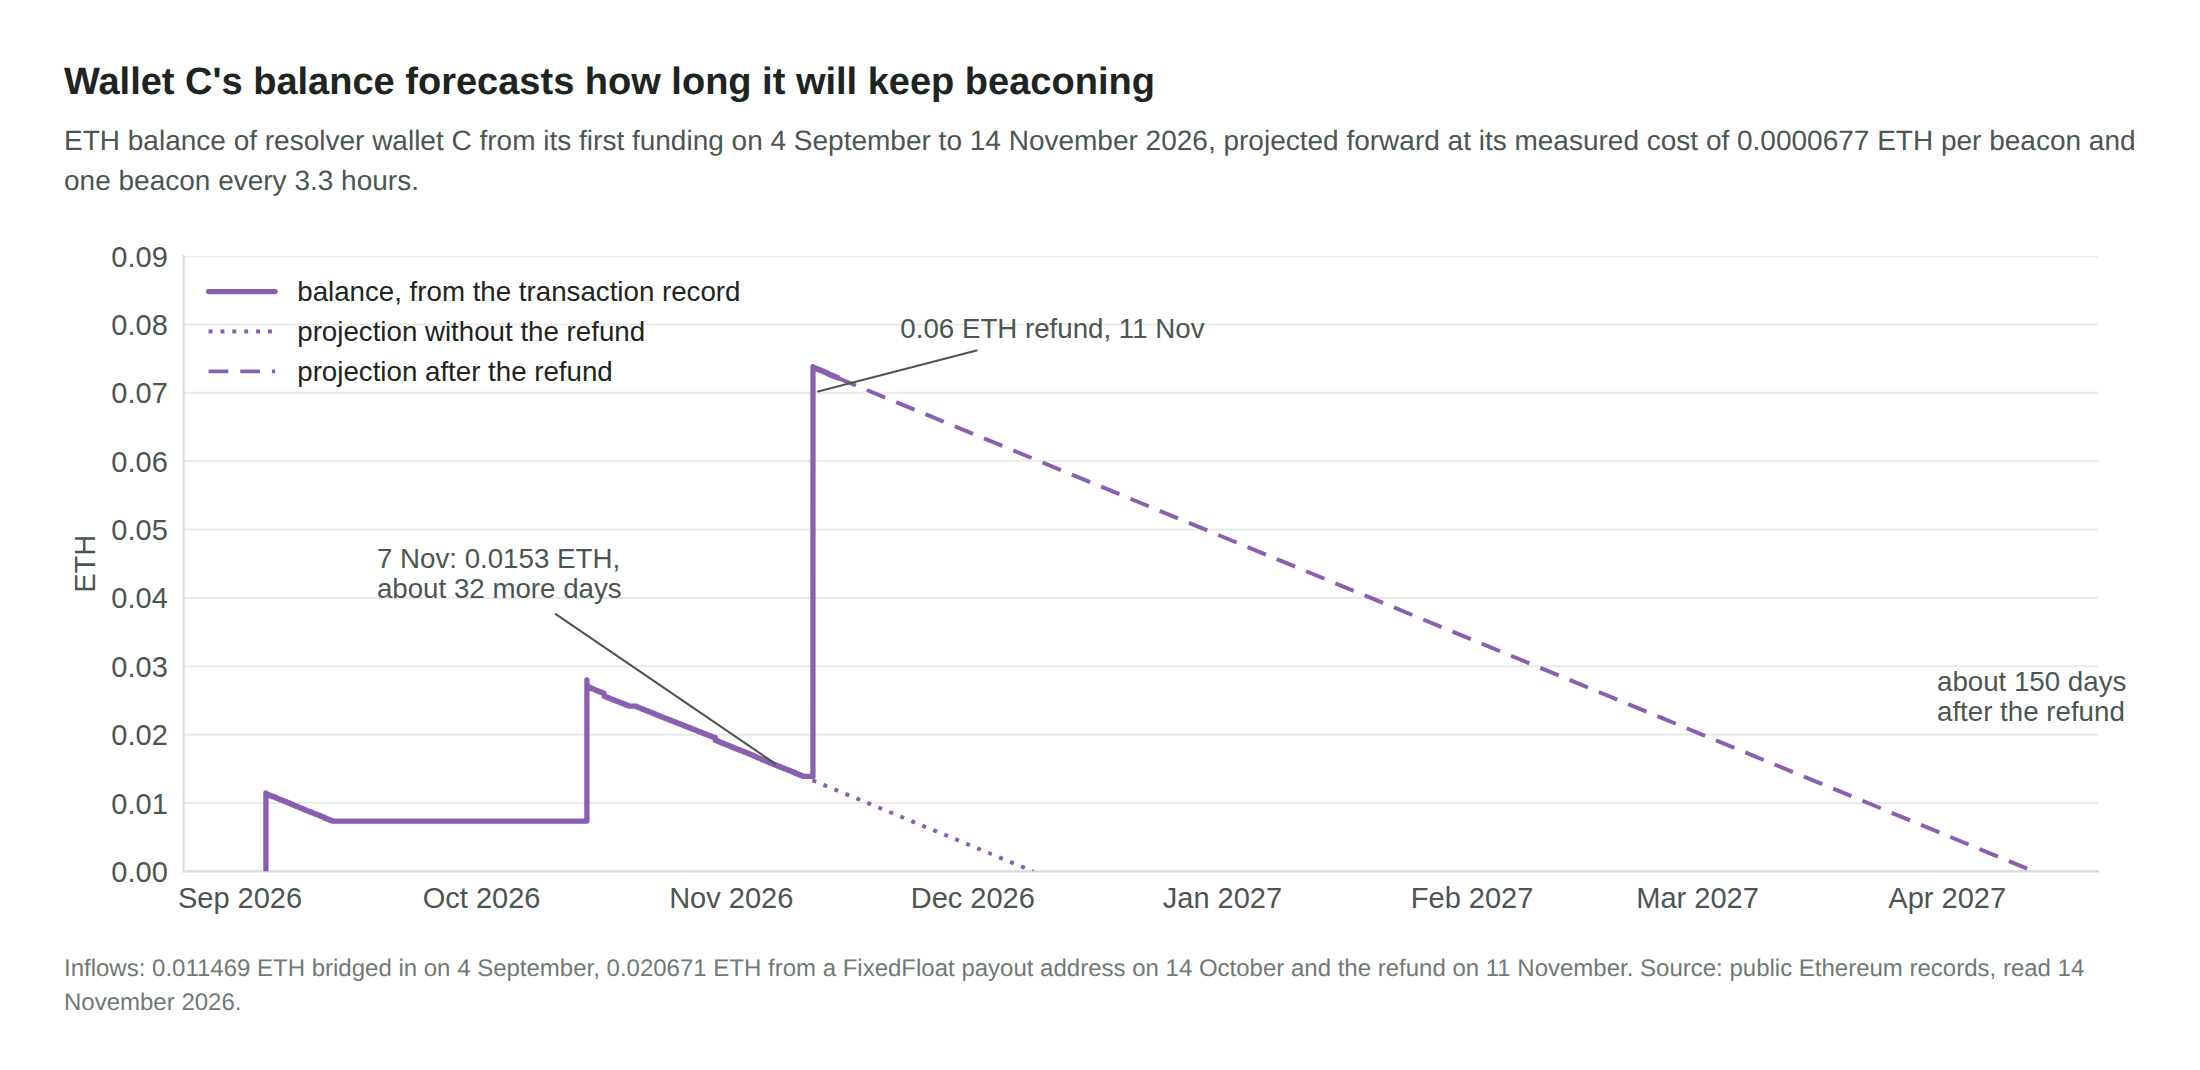 Wallet C's balance forecasts how long it will keep beaconing
ETH balance of resolver wallet C from its first funding on 4 September to 14 November 2026, projected forward at its measured cost of 0.0000677 ETH per beacon and
one beacon every 3.3 hours.
0.09
0.08
0.07
0.06
0.05
0.04
0.03
0.02
0.01
0.00
ETH
balance, from the transaction record
projection without the refund
projection after the refund
0.06 ETH refund, 11 Nov
7 Nov: 0.0153 ETH,
about 32 more days
about 150 days
after the refund
Sep 2026
Oct 2026
Nov 2026
Dec 2026
Jan 2027
Feb 2027
Mar 2027
Apr 2027
Inflows: 0.011469 ETH bridged in on 4 September, 0.020671 ETH from a FixedFloat payout address on 14 October and the refund on 11 November. Source: public Ethereum records, read 14
November 2026.